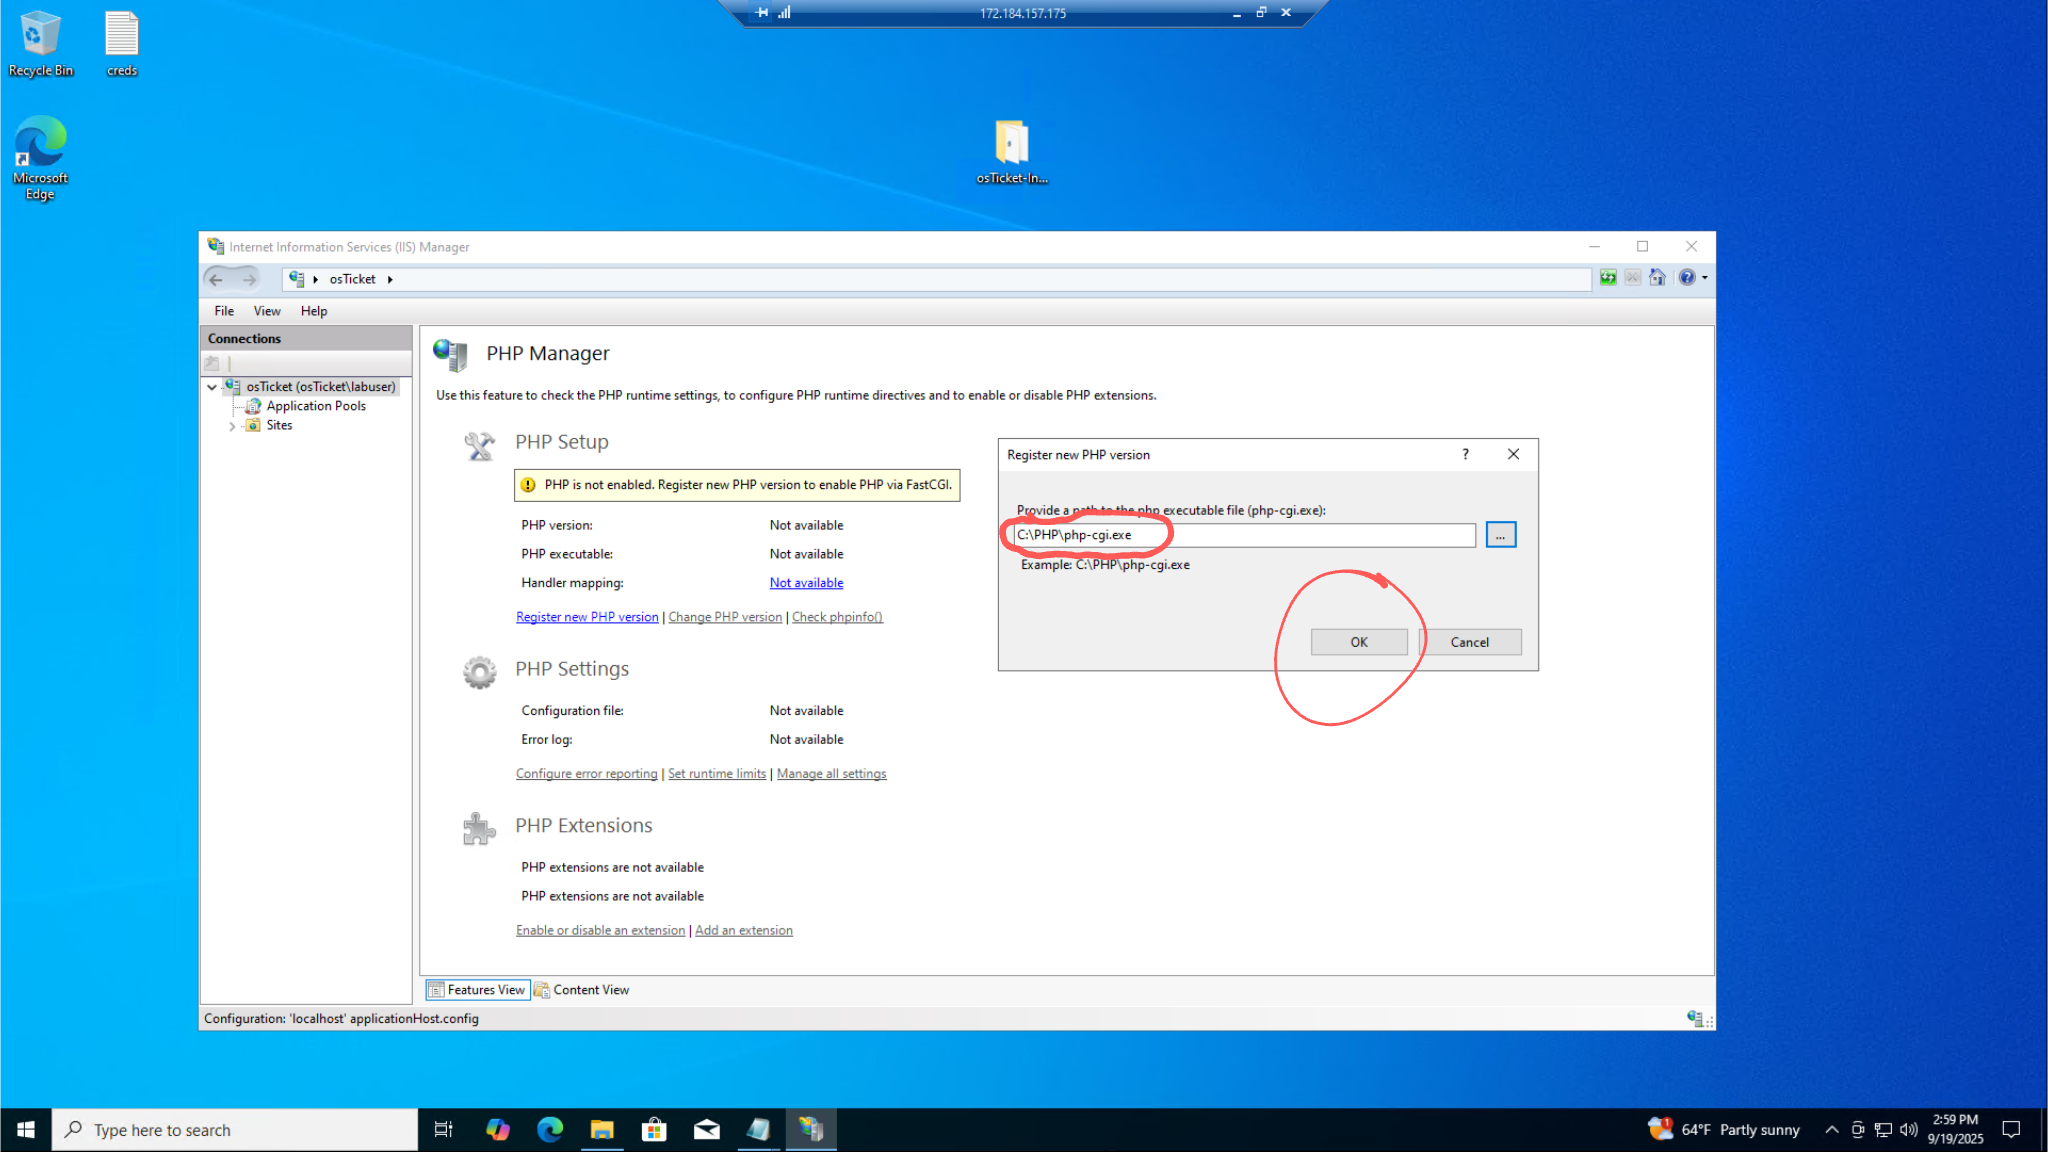 172.184.157.175
Recycle Bin
creds
Microsoft
Edge
osTicket-In...
Internet Information Services (IIS) Manager
osTicket
File View Help
Connections
osTicket (osTicket\labuser)
Application Pools
Sites
PHP Manager
Use this feature to check the PHP runtime settings, to configure PHP runtime directives and to enable or disable PHP extensions.
PHP Setup
PHP is not enabled. Register new PHP version to enable PHP via FastCGI.
PHP version: Not available
PHP executable: Not available
Handler mapping: Not available
Register new PHP version | Change PHP version | Check phpinfo()
PHP Settings
Configuration file: Not available
Error log: Not available
Configure error reporting | Set runtime limits | Manage all settings
PHP Extensions
PHP extensions are not available
PHP extensions are not available
Enable or disable an extension | Add an extension
Register new PHP version ?
Provide a path to the php executable file (php-cgi.exe):
C:\PHP\php-cgi.exe ...
Example: C:\PHP\php-cgi.exe
OK Cancel
Features View Content View
Configuration: 'localhost' applicationHost.config
Type here to search
1
64°F Partly sunny
2:59 PM
9/19/2025